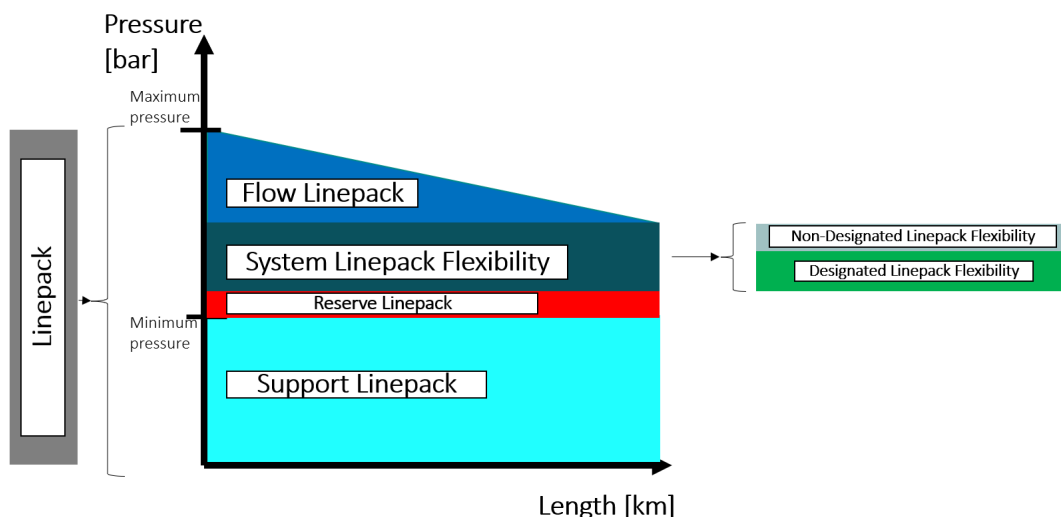 Pressure
[bar]
Maximum
pressure
Flow Linepack
System Linepack Flexibility
Reserve Linepack
Minimum
pressure
Support Linepack
Linepack
Non-Designated Linepack Flexibility
Designated Linepack Flexibility
Length [km]